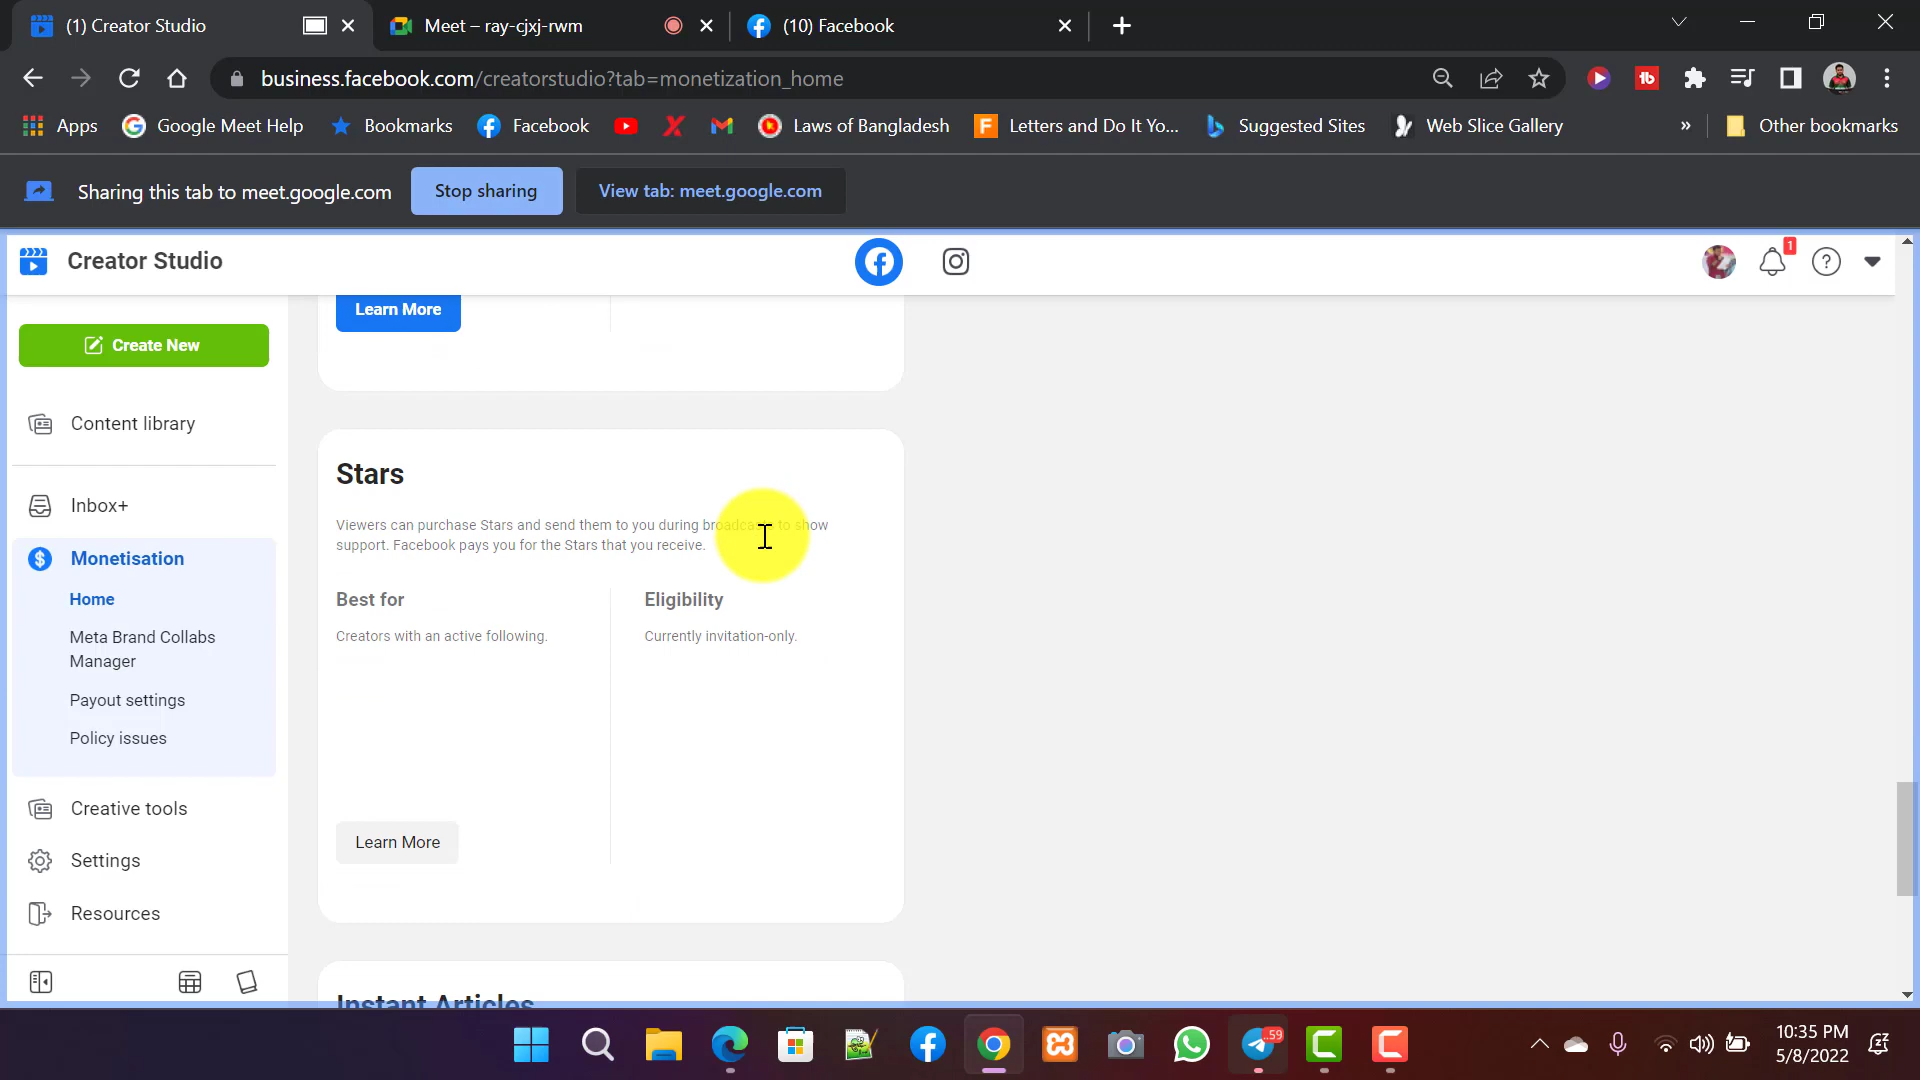 (1) Creator Studio
Meet – ray-cjxj-rwm
(10) Facebook
business.facebook.com/creatorstudio?tab=monetization_home
Apps
Google Meet Help
Bookmarks
Facebook
Laws of Bangladesh
Letters and Do It Yo...
Suggested Sites
Web Slice Gallery
»
Other bookmarks
Sharing this tab to meet.google.com
Stop sharing
View tab: meet.google.com
Creator Studio
1
Create New
Content library
Inbox+
Monetisation
Home
Meta Brand Collabs
Manager
Payout settings
Policy issues
Creative tools
Settings
Resources
Learn More
Stars
Viewers can purchase Stars and send them to you during broadcasts to show
support. Facebook pays you for the Stars that you receive.
Best for
Creators with an active following.
Eligibility
Currently invitation-only.
Learn More
Instant Articles
..59
10:35 PM
5/8/2022